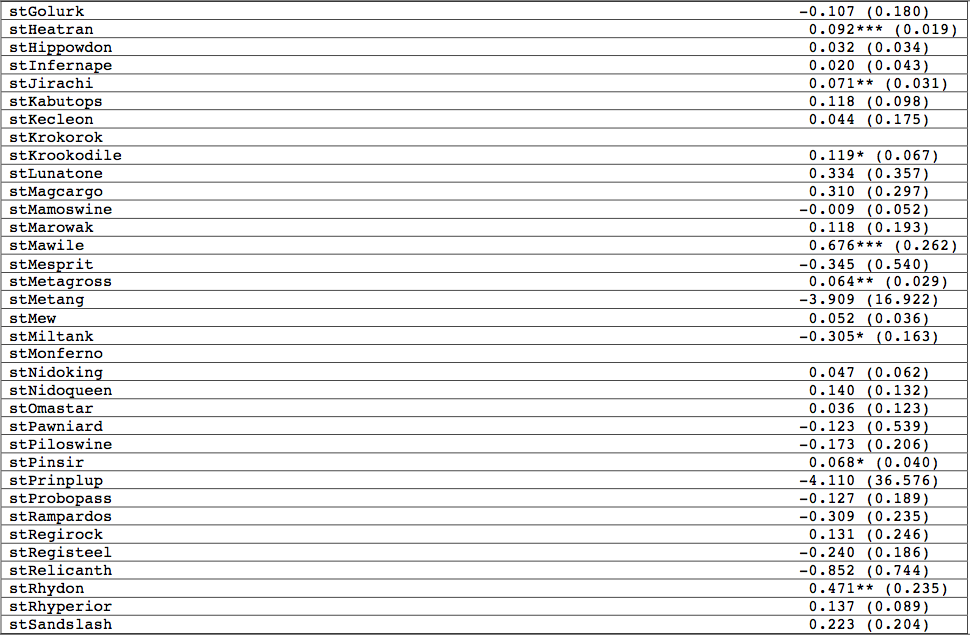 stGolurk -0.107 (0.180)
stHeatran 0.092*** (0.019)
stHippowdon 0.032 (0.034)
stInfernape 0.020 (0.043)
stJirachi 0.071** (0.031)
stKabutops 0.118 (0.098)
stKecleon 0.044 (0.175)
stKrokorok
stKrookodile 0.119* (0.067)
stLunatone 0.334 (0.357)
stMagcargo 0.310 (0.297)
stMamoswine -0.009 (0.052)
stMarowak 0.118 (0.193)
stMawile 0.676*** (0.262)
stMesprit -0.345 (0.540)
stMetagross 0.064** (0.029)
stMetang -3.909 (16.922)
stMew 0.052 (0.036)
stMiltank -0.305* (0.163)
stMonferno
stNidoking 0.047 (0.062)
stNidoqueen 0.140 (0.132)
stOmastar 0.036 (0.123)
stPawniard -0.123 (0.539)
stPiloswine -0.173 (0.206)
stPinsir 0.068* (0.040)
stPrinplup -4.110 (36.576)
stProbopass -0.127 (0.189)
stRampardos -0.309 (0.235)
stRegirock 0.131 (0.246)
stRegisteel -0.240 (0.186)
stRelicanth -0.852 (0.744)
stRhydon 0.471** (0.235)
stRhyperior 0.137 (0.089)
stSandslash 0.223 (0.204)